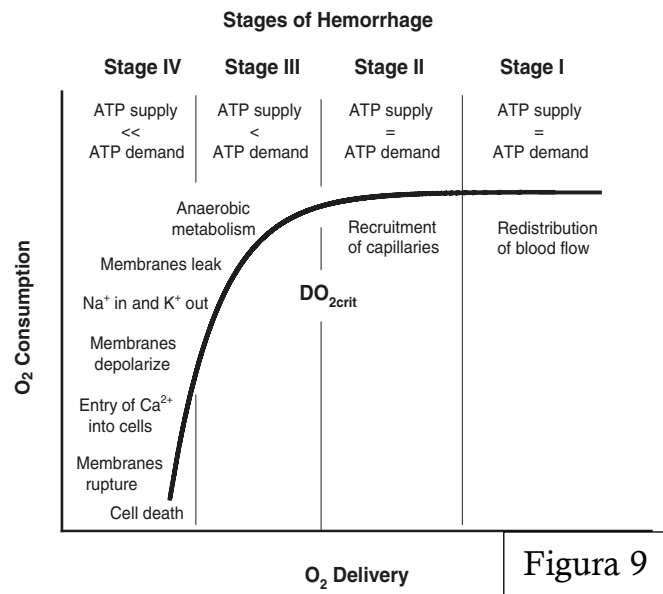 Stages of Hemorrhage
Stage IV
Stage III
Stage II
Stage I
ATP supply
<<
ATP demand
ATP supply
<
ATP demand
ATP supply
=
ATP demand
ATP supply
=
ATP demand
Anaerobic
metabolism
Membranes leak
Na⁺ in and K⁺ out
Membranes
depolarize
Entry of Ca²⁺
into cells
Membranes
rupture
Cell death
DO₂crit
Recruitment
of capillaries
Redistribution
of blood flow
O₂ Consumption
O₂ Delivery
Figura 9